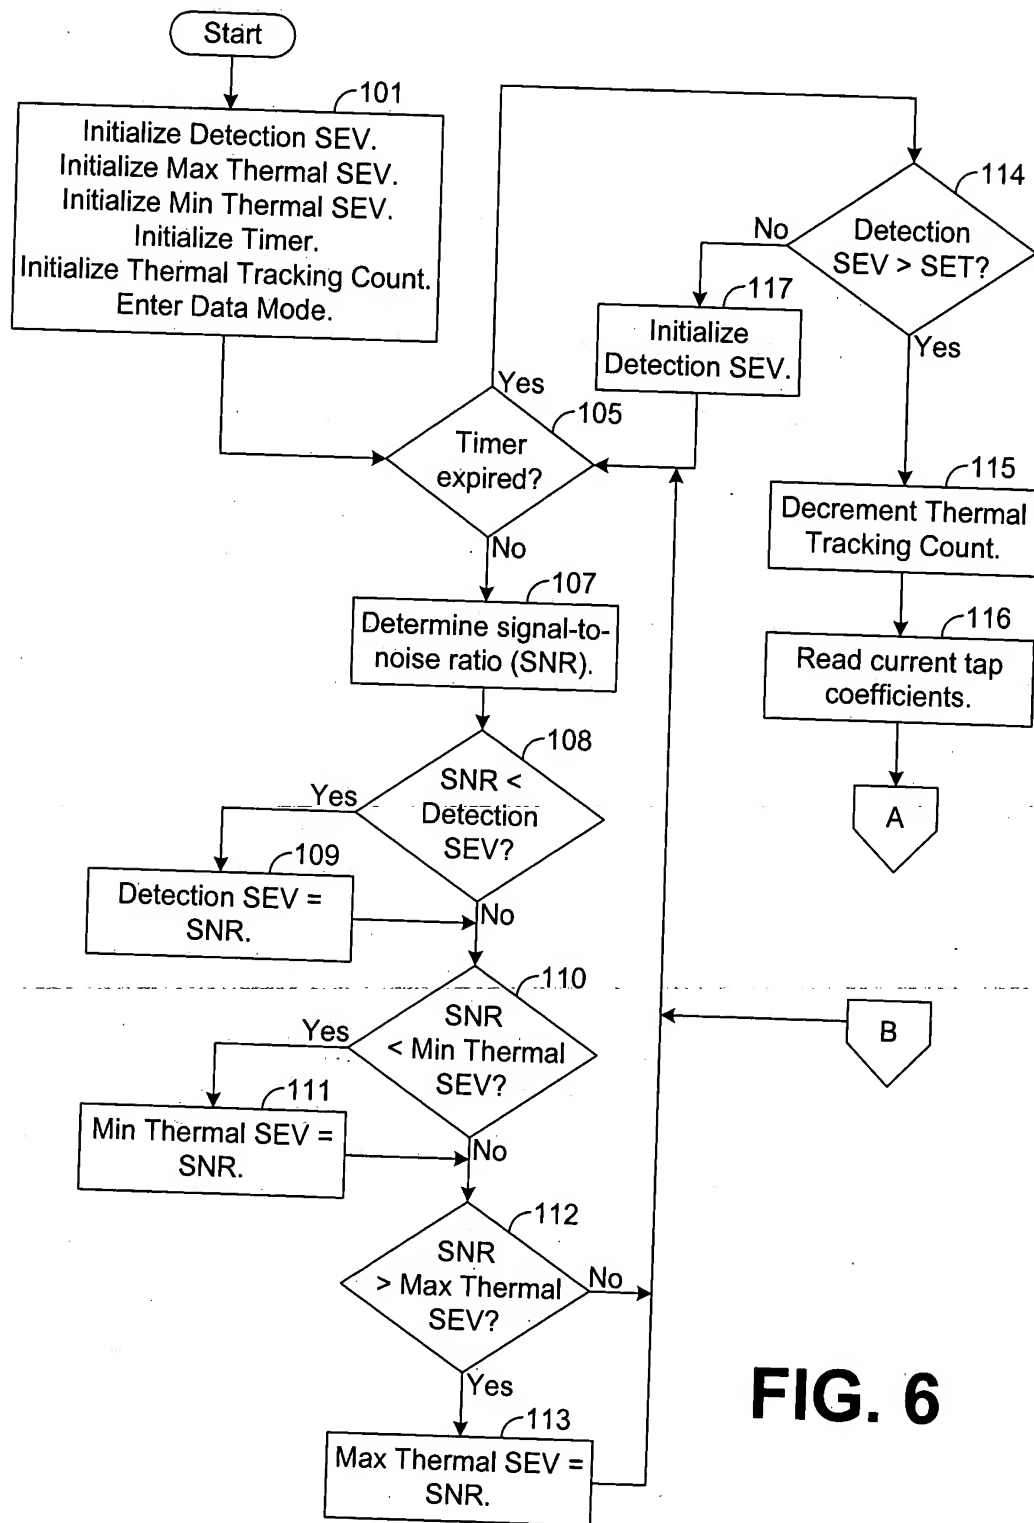 Start
101
Initialize Detection SEV.
Initialize Max Thermal SEV.
Initialize Min Thermal SEV.
Initialize Timer.
Initialize Thermal Tracking Count.
Enter Data Mode.
114
Detection
SEV > SET?
No
Yes
117
Initialize
Detection SEV.
Yes
105
Timer
expired?
No
115
Decrement Thermal
Tracking Count.
107
Determine signal-to-
noise ratio (SNR).
116
Read current tap
coefficients.
108
SNR <
Detection
SEV?
Yes
No
A
109
Detection SEV =
SNR.
110
SNR
< Min Thermal
SEV?
Yes
No
B
111
Min Thermal SEV =
SNR.
112
SNR
> Max Thermal
SEV?
No
Yes
113
Max Thermal SEV =
SNR.
FIG. 6